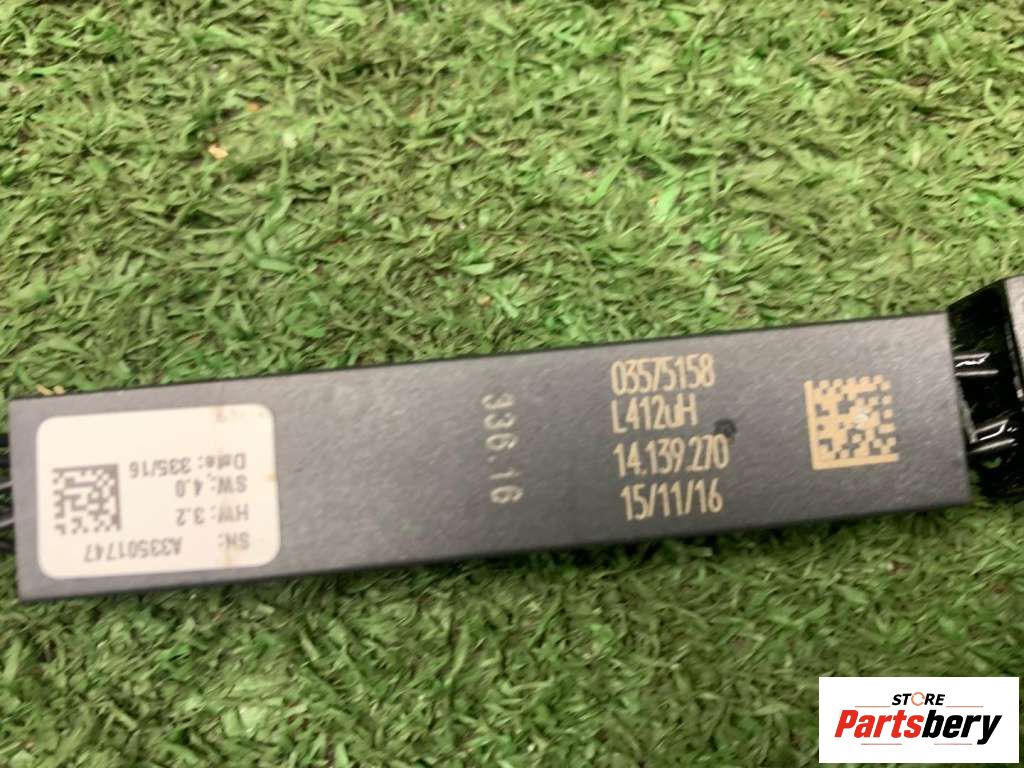 03575158
L412uH
14.139.270
15/11/16
336.16
SN:
A33501747
HW: 3.2
SW: 4.0
Date: 335/16
STORE
Partsbery